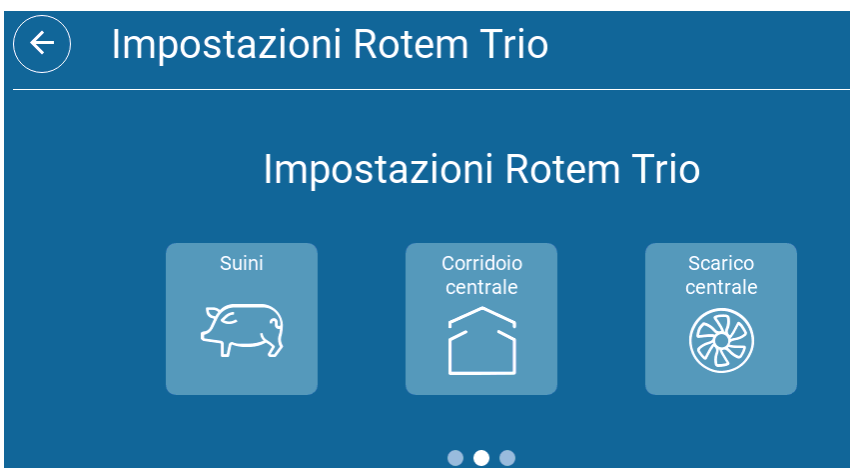 Impostazioni Rotem Trio
Impostazioni Rotem Trio
Suini
Corridoio
centrale
Scarico
centrale